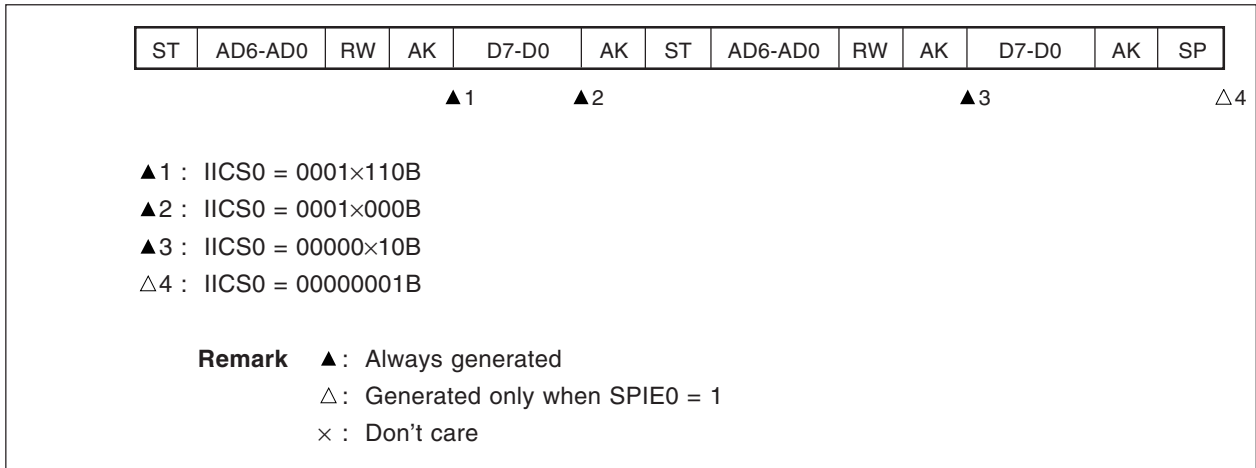 ST AD6-AD0 RW AK D7-D0 AK ST AD6-AD0 RW AK D7-D0 AK SP
▲1 ▲2 ▲3 △4
▲1 : IICS0 = 0001×110B
▲2 : IICS0 = 0001×000B
▲3 : IICS0 = 00000×10B
△4 : IICS0 = 00000001B
Remark ▲ : Always generated
△ : Generated only when SPIE0 = 1
× : Don't care